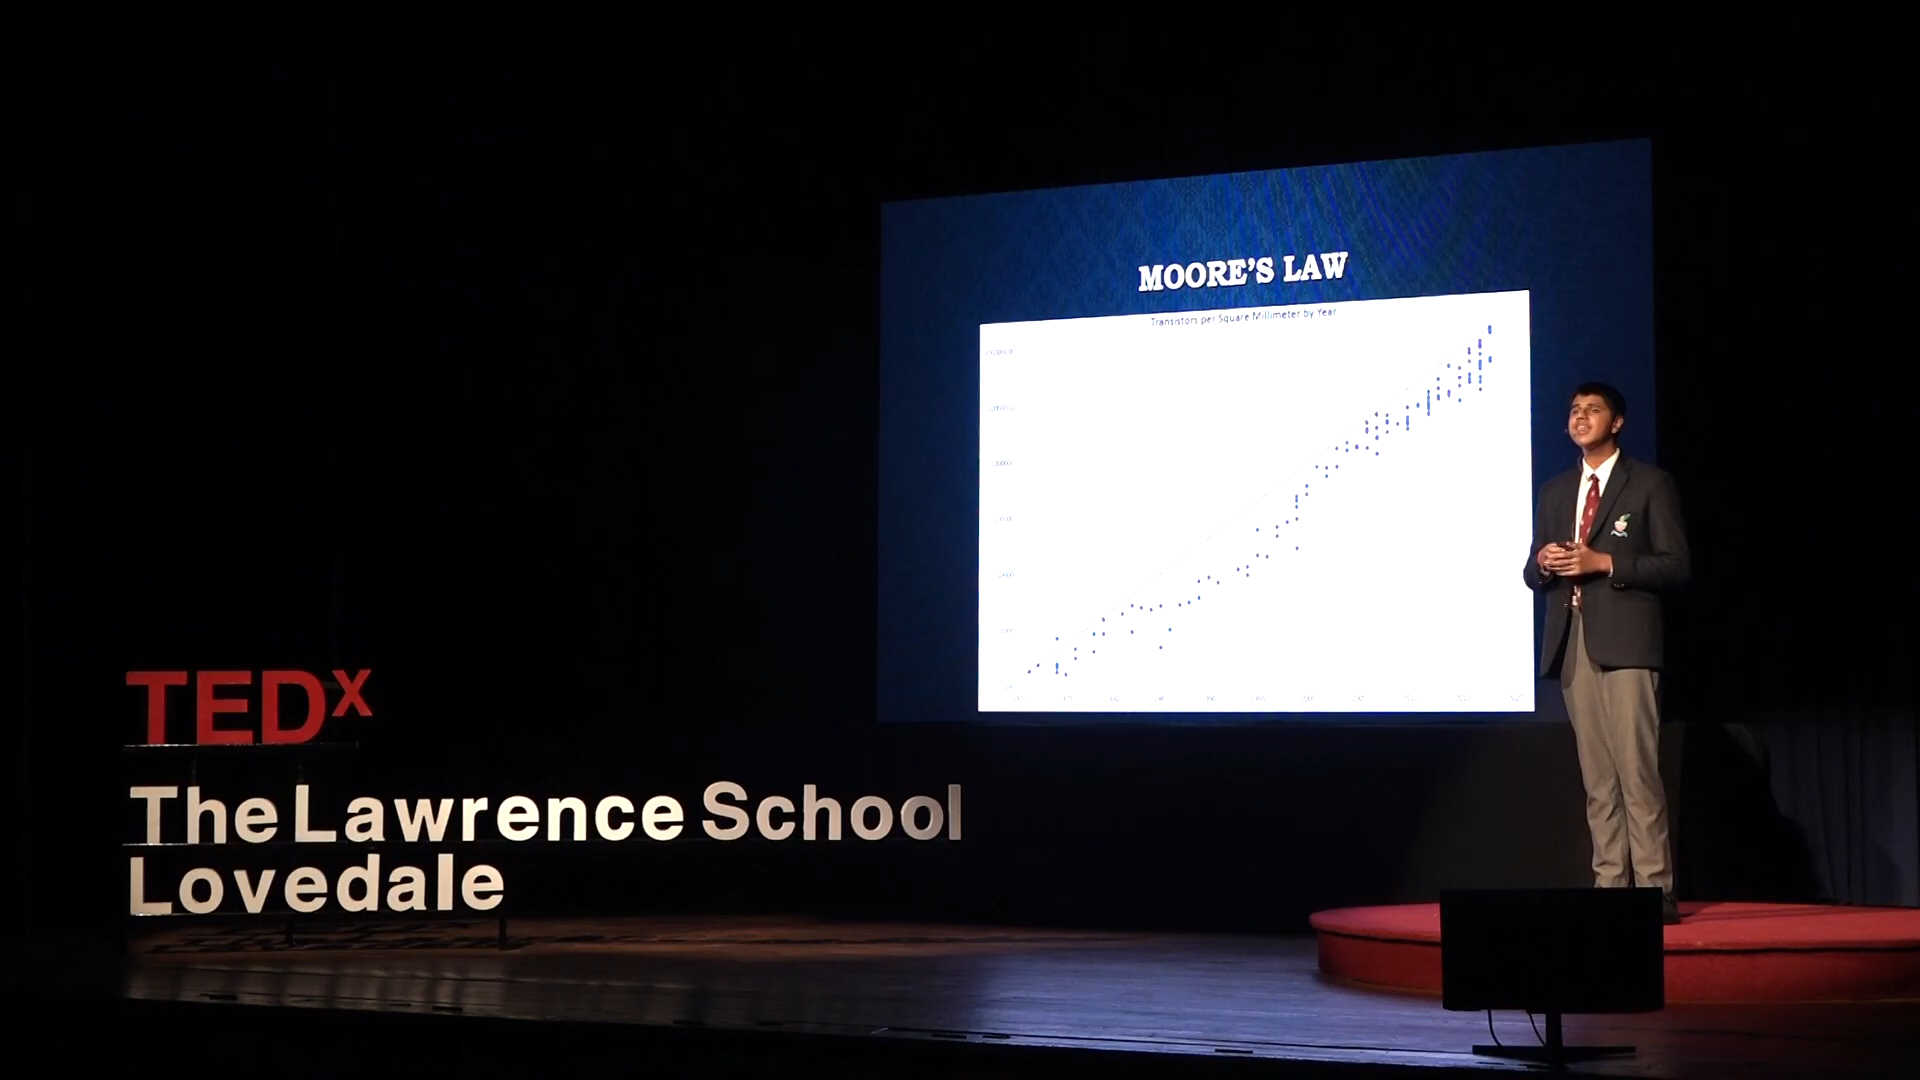 MOORE'S LAW
Transistors per Square Millimeter by Year
TEDx
The Lawrence School
Lovedale